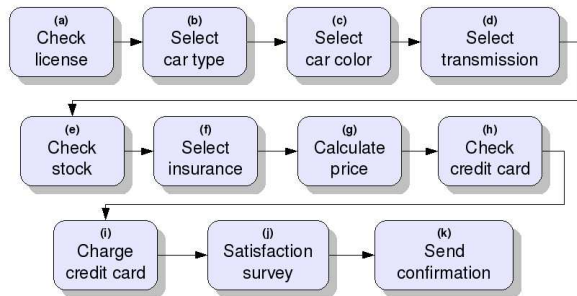 (a)
Check
license
(b)
Select
car type
(c)
Select
car color
(d)
Select
transmission
(e)
Check
stock
(f)
Select
insurance
(g)
Calculate
price
(h)
Check
credit card
(i)
Charge
credit card
(j)
Satisfaction
survey
(k)
Send
confirmation